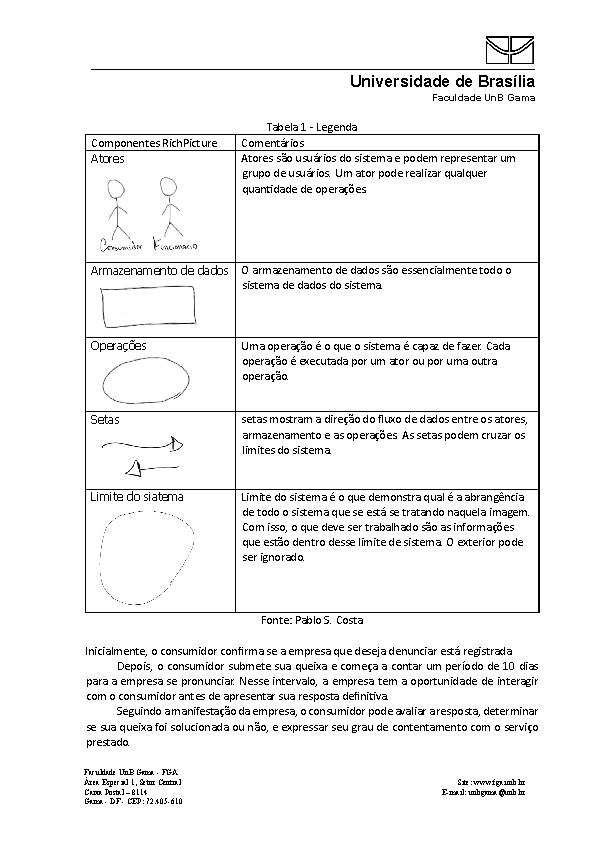 Universidade de Brasília
Faculdade UnB Gama
Tabela 1 - Legenda
Componentes RichPicture
Comentários
Atores
Consumidor Funcionario
Atores são usuários do sistema e podem representar um
grupo de usuários. Um ator pode realizar qualquer
quantidade de operações.
Armazenamento de dados
O armazenamento de dados são essencialmente todo o
sistema de dados do sistema.
Operações
Uma operação é o que o sistema é capaz de fazer. Cada
operação é executada por um ator ou por uma outra
operação.
Setas
setas mostram a direção do fluxo de dados entre os atores,
armazenamento e as operações. As setas podem cruzar os
limites do sistema.
Limite do siatema
Limite do sistema é o que demonstra qual é a abrangência
de todo o sistema que se está se tratando naquela imagem.
Com isso, o que deve ser trabalhado são as informações
que estão dentro desse limite de sistema. O exterior pode
ser ignorado.
Fonte: Pablo S. Costa
Inicialmente, o consumidor confirma se a empresa que deseja denunciar está registrada.
Depois, o consumidor submete sua queixa e começa a contar um período de 10 dias
para a empresa se pronunciar. Nesse intervalo, a empresa tem a oportunidade de interagir
com o consumidor antes de apresentar sua resposta definitiva.
Seguindo a manifestação da empresa, o consumidor pode avaliar a resposta, determinar
se sua queixa foi solucionada ou não, e expressar seu grau de contentamento com o serviço
prestado.
Faculdade UnB Gama - FGA
Área Especial 1, Setor Central
Caixa Postal – 8114
Gama - DF - CEP: 72.405-610
Site: www.fga.unb.br
E-mail: unbgama@unb.br